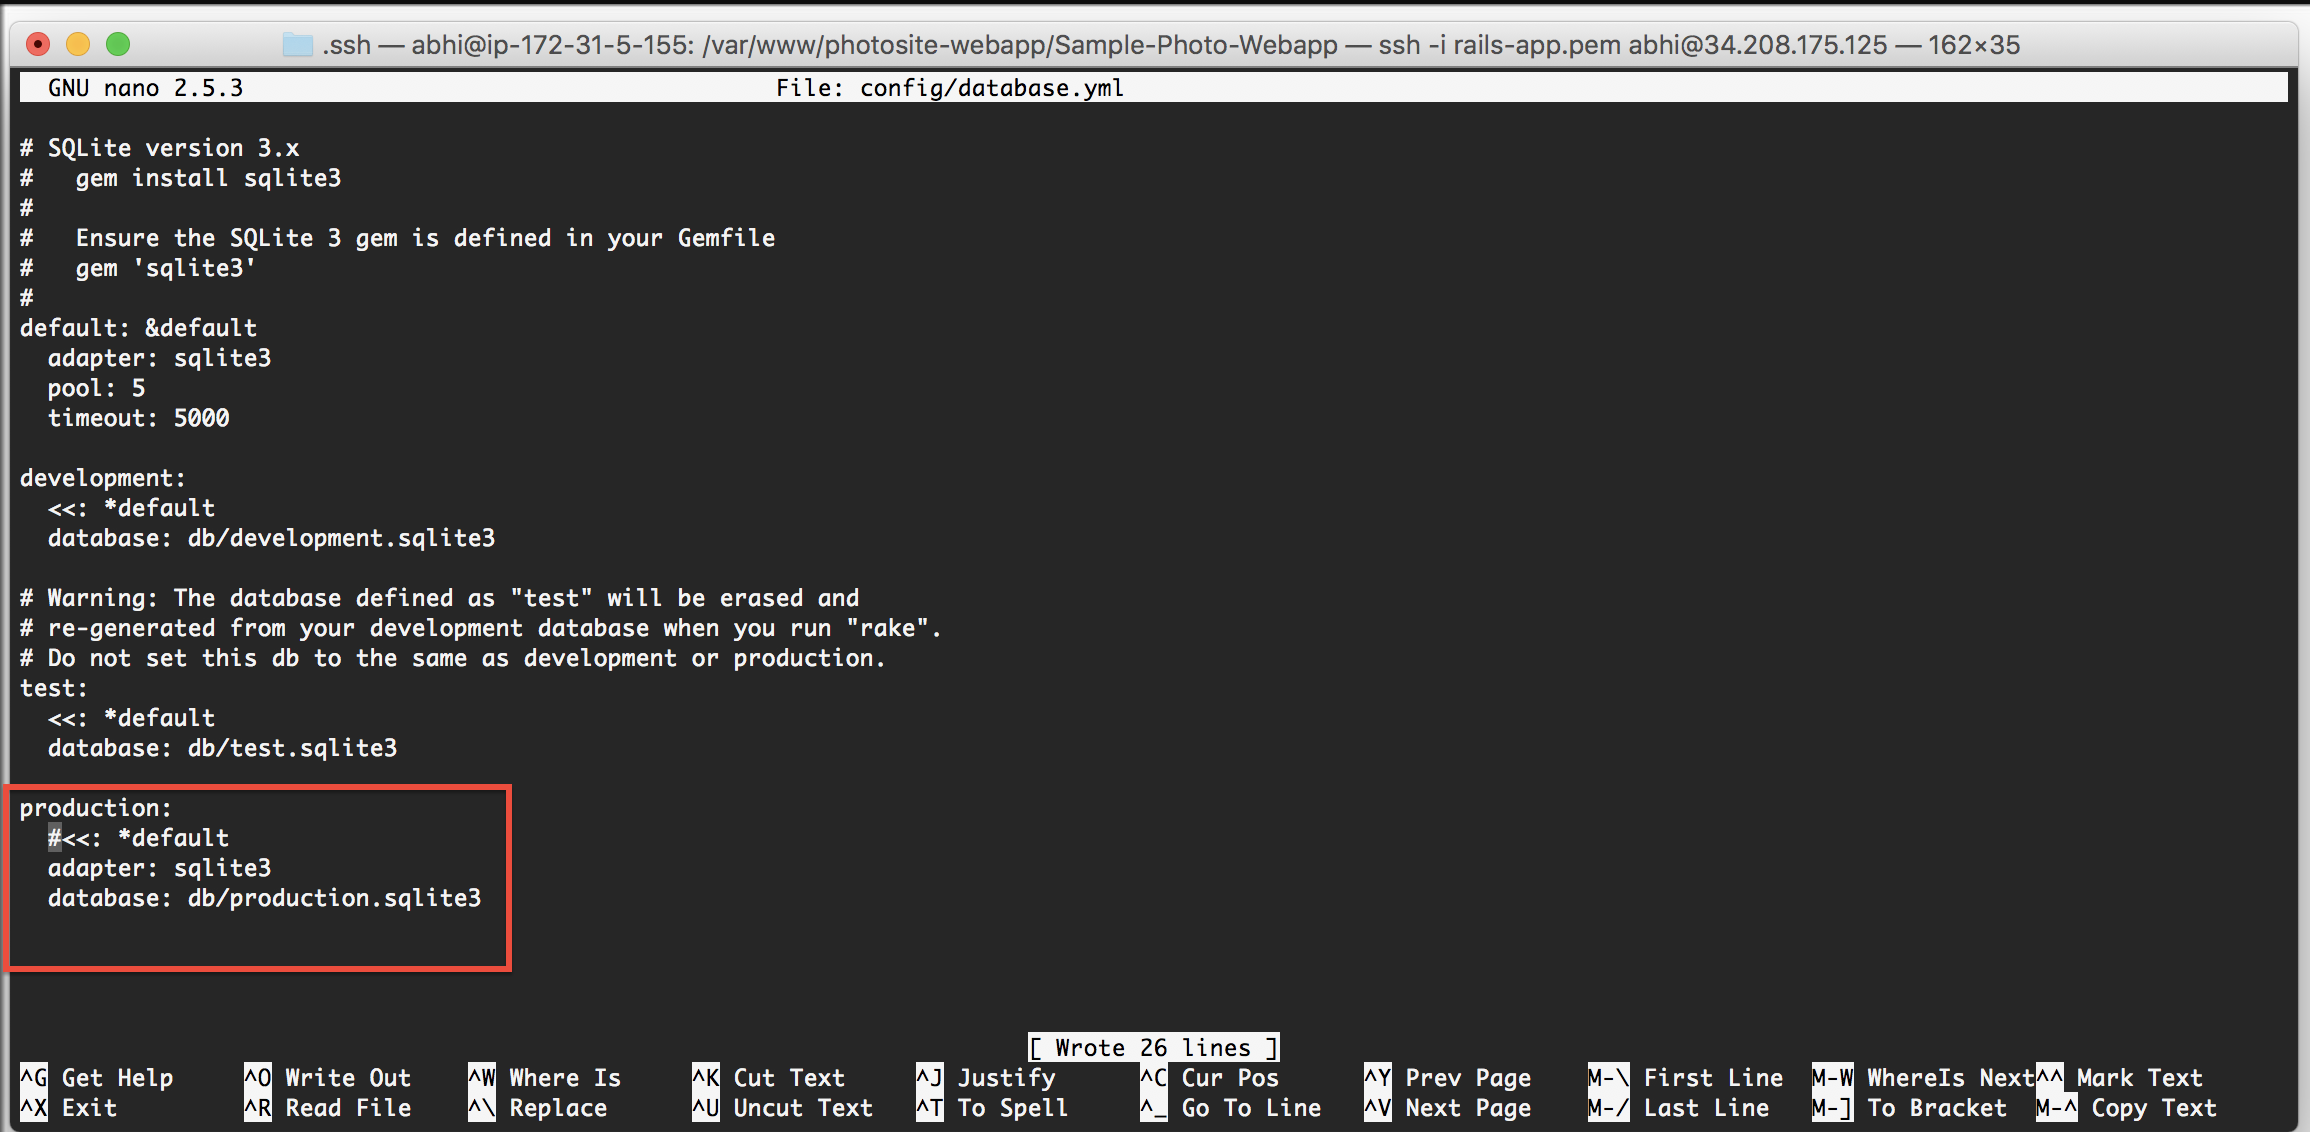 .ssh — abhi@ip-172-31-5-155: /var/www/photosite-webapp/Sample-Photo-Webapp — ssh -i rails-app.pem abhi@34.208.175.125 — 162×35
GNU nano 2.5.3 File: config/database.yml
# SQLite version 3.x
#   gem install sqlite3
#
#   Ensure the SQLite 3 gem is defined in your Gemfile
#   gem 'sqlite3'
#
default: &default
  adapter: sqlite3
  pool: 5
  timeout: 5000
development:
  <<: *default
  database: db/development.sqlite3
# Warning: The database defined as "test" will be erased and
# re-generated from your development database when you run "rake".
# Do not set this db to the same as development or production.
test:
  <<: *default
  database: db/test.sqlite3
production:
  #<<: *default
  adapter: sqlite3
  database: db/production.sqlite3
[ Wrote 26 lines ]
^G Get Help ^O Write Out ^W Where Is ^K Cut Text ^J Justify ^C Cur Pos ^Y Prev Page M-\ First Line M-W WhereIs Next ^^ Mark Text
^X Exit ^R Read File ^\ Replace ^U Uncut Text ^T To Spell ^_ Go To Line ^V Next Page M-/ Last Line M-] To Bracket M-^ Copy Text